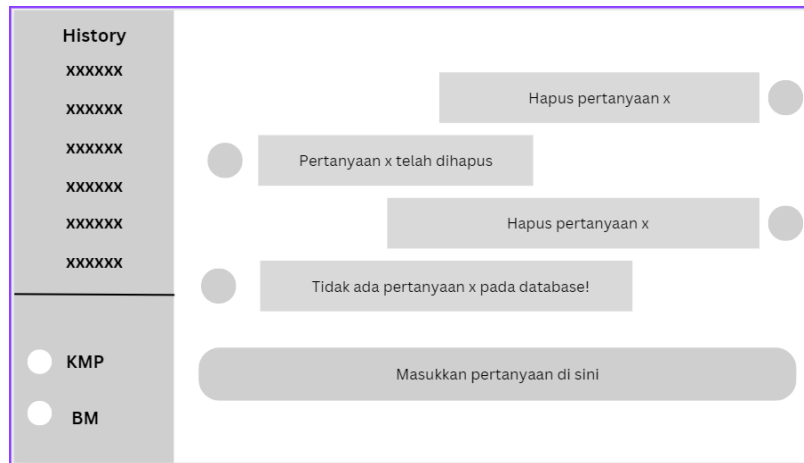 History
xxxxxx
xxxxxx
xxxxxx
xxxxxx
xxxxxx
xxxxxx
KMP
BM
Hapus pertanyaan x
Pertanyaan x telah dihapus
Hapus pertanyaan x
Tidak ada pertanyaan x pada database!
Masukkan pertanyaan di sini